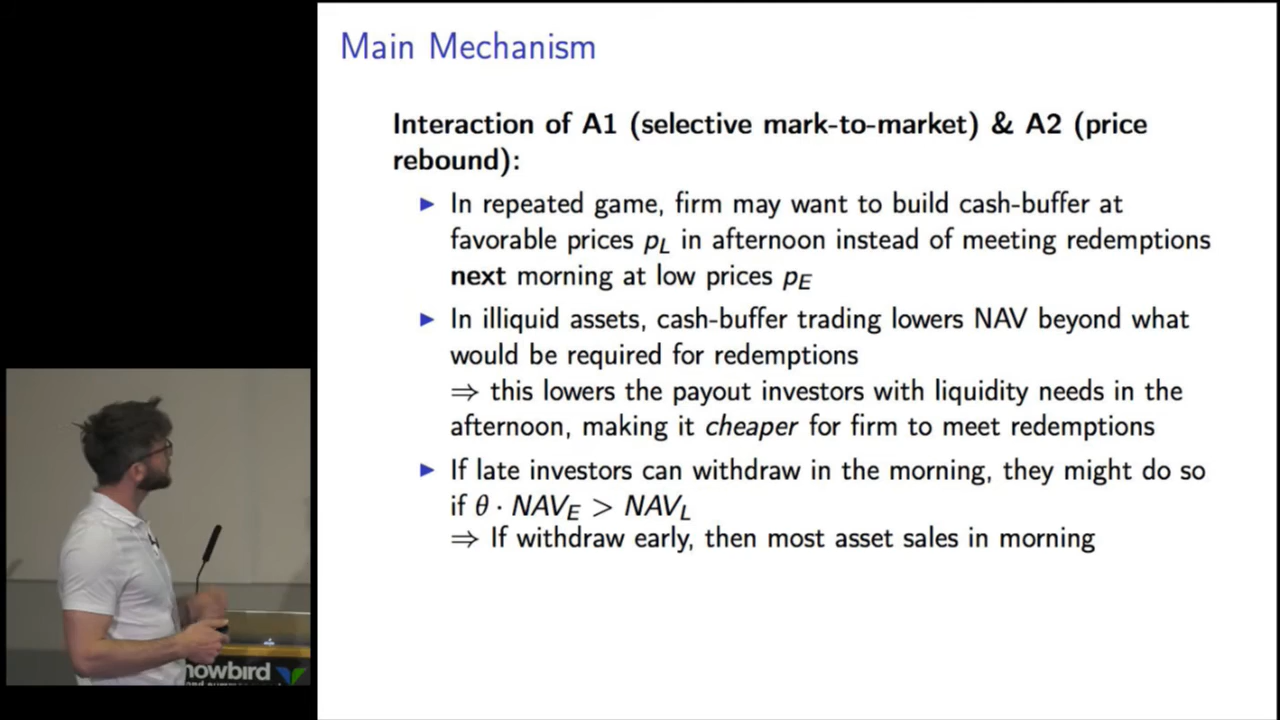 Main Mechanism
Interaction of A1 (selective mark-to-market) & A2 (price
rebound):
▶ In repeated game, firm may want to build cash-buffer at
favorable prices p_L in afternoon instead of meeting redemptions
next morning at low prices p_E
▶ In illiquid assets, cash-buffer trading lowers NAV beyond what
would be required for redemptions
⇒ this lowers the payout investors with liquidity needs in the
afternoon, making it cheaper for firm to meet redemptions
▶ If late investors can withdraw in the morning, they might do so
if θ · NAV_E > NAV_L
⇒ If withdraw early, then most asset sales in morning
nowbird